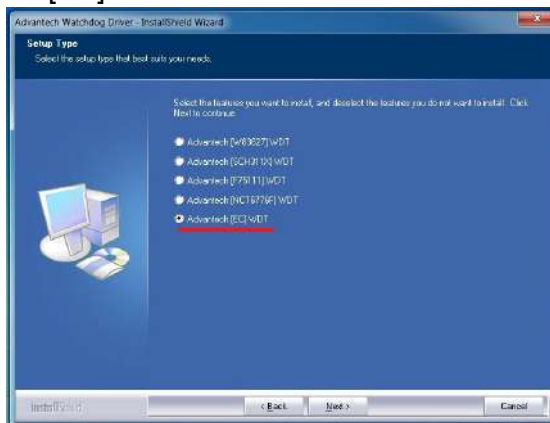 Advantech Watchdog Driver - InstallShield Wizard
Setup Type
Select the setup type that best suits your needs.
Select the features you want to install, and deselect the features you do not want to install. Click
Next to continue.
Advantech [W83627] WDT
Advantech [SCH311X] WDT
Advantech [F75111] WDT
Advantech [NCT6776F] WDT
Advantech [EC] WDT
InstallShield
< Back
Next >
Cancel